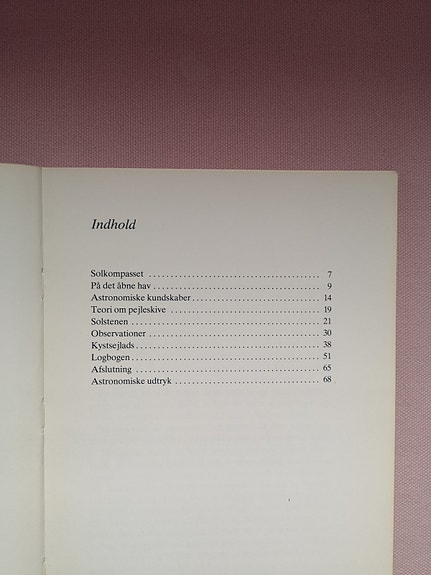 Indhold
Solkompasset ........................................ 7
På det åbne hav ....................................... 9
Astronomiske kundskaber .............................. 14
Teori om pejleskive ................................... 19
Solstenen ............................................ 21
Observationer ........................................ 30
Kystsejlads ........................................... 38
Logbogen ............................................. 51
Afslutning ............................................ 65
Astronomiske udtryk .................................. 68